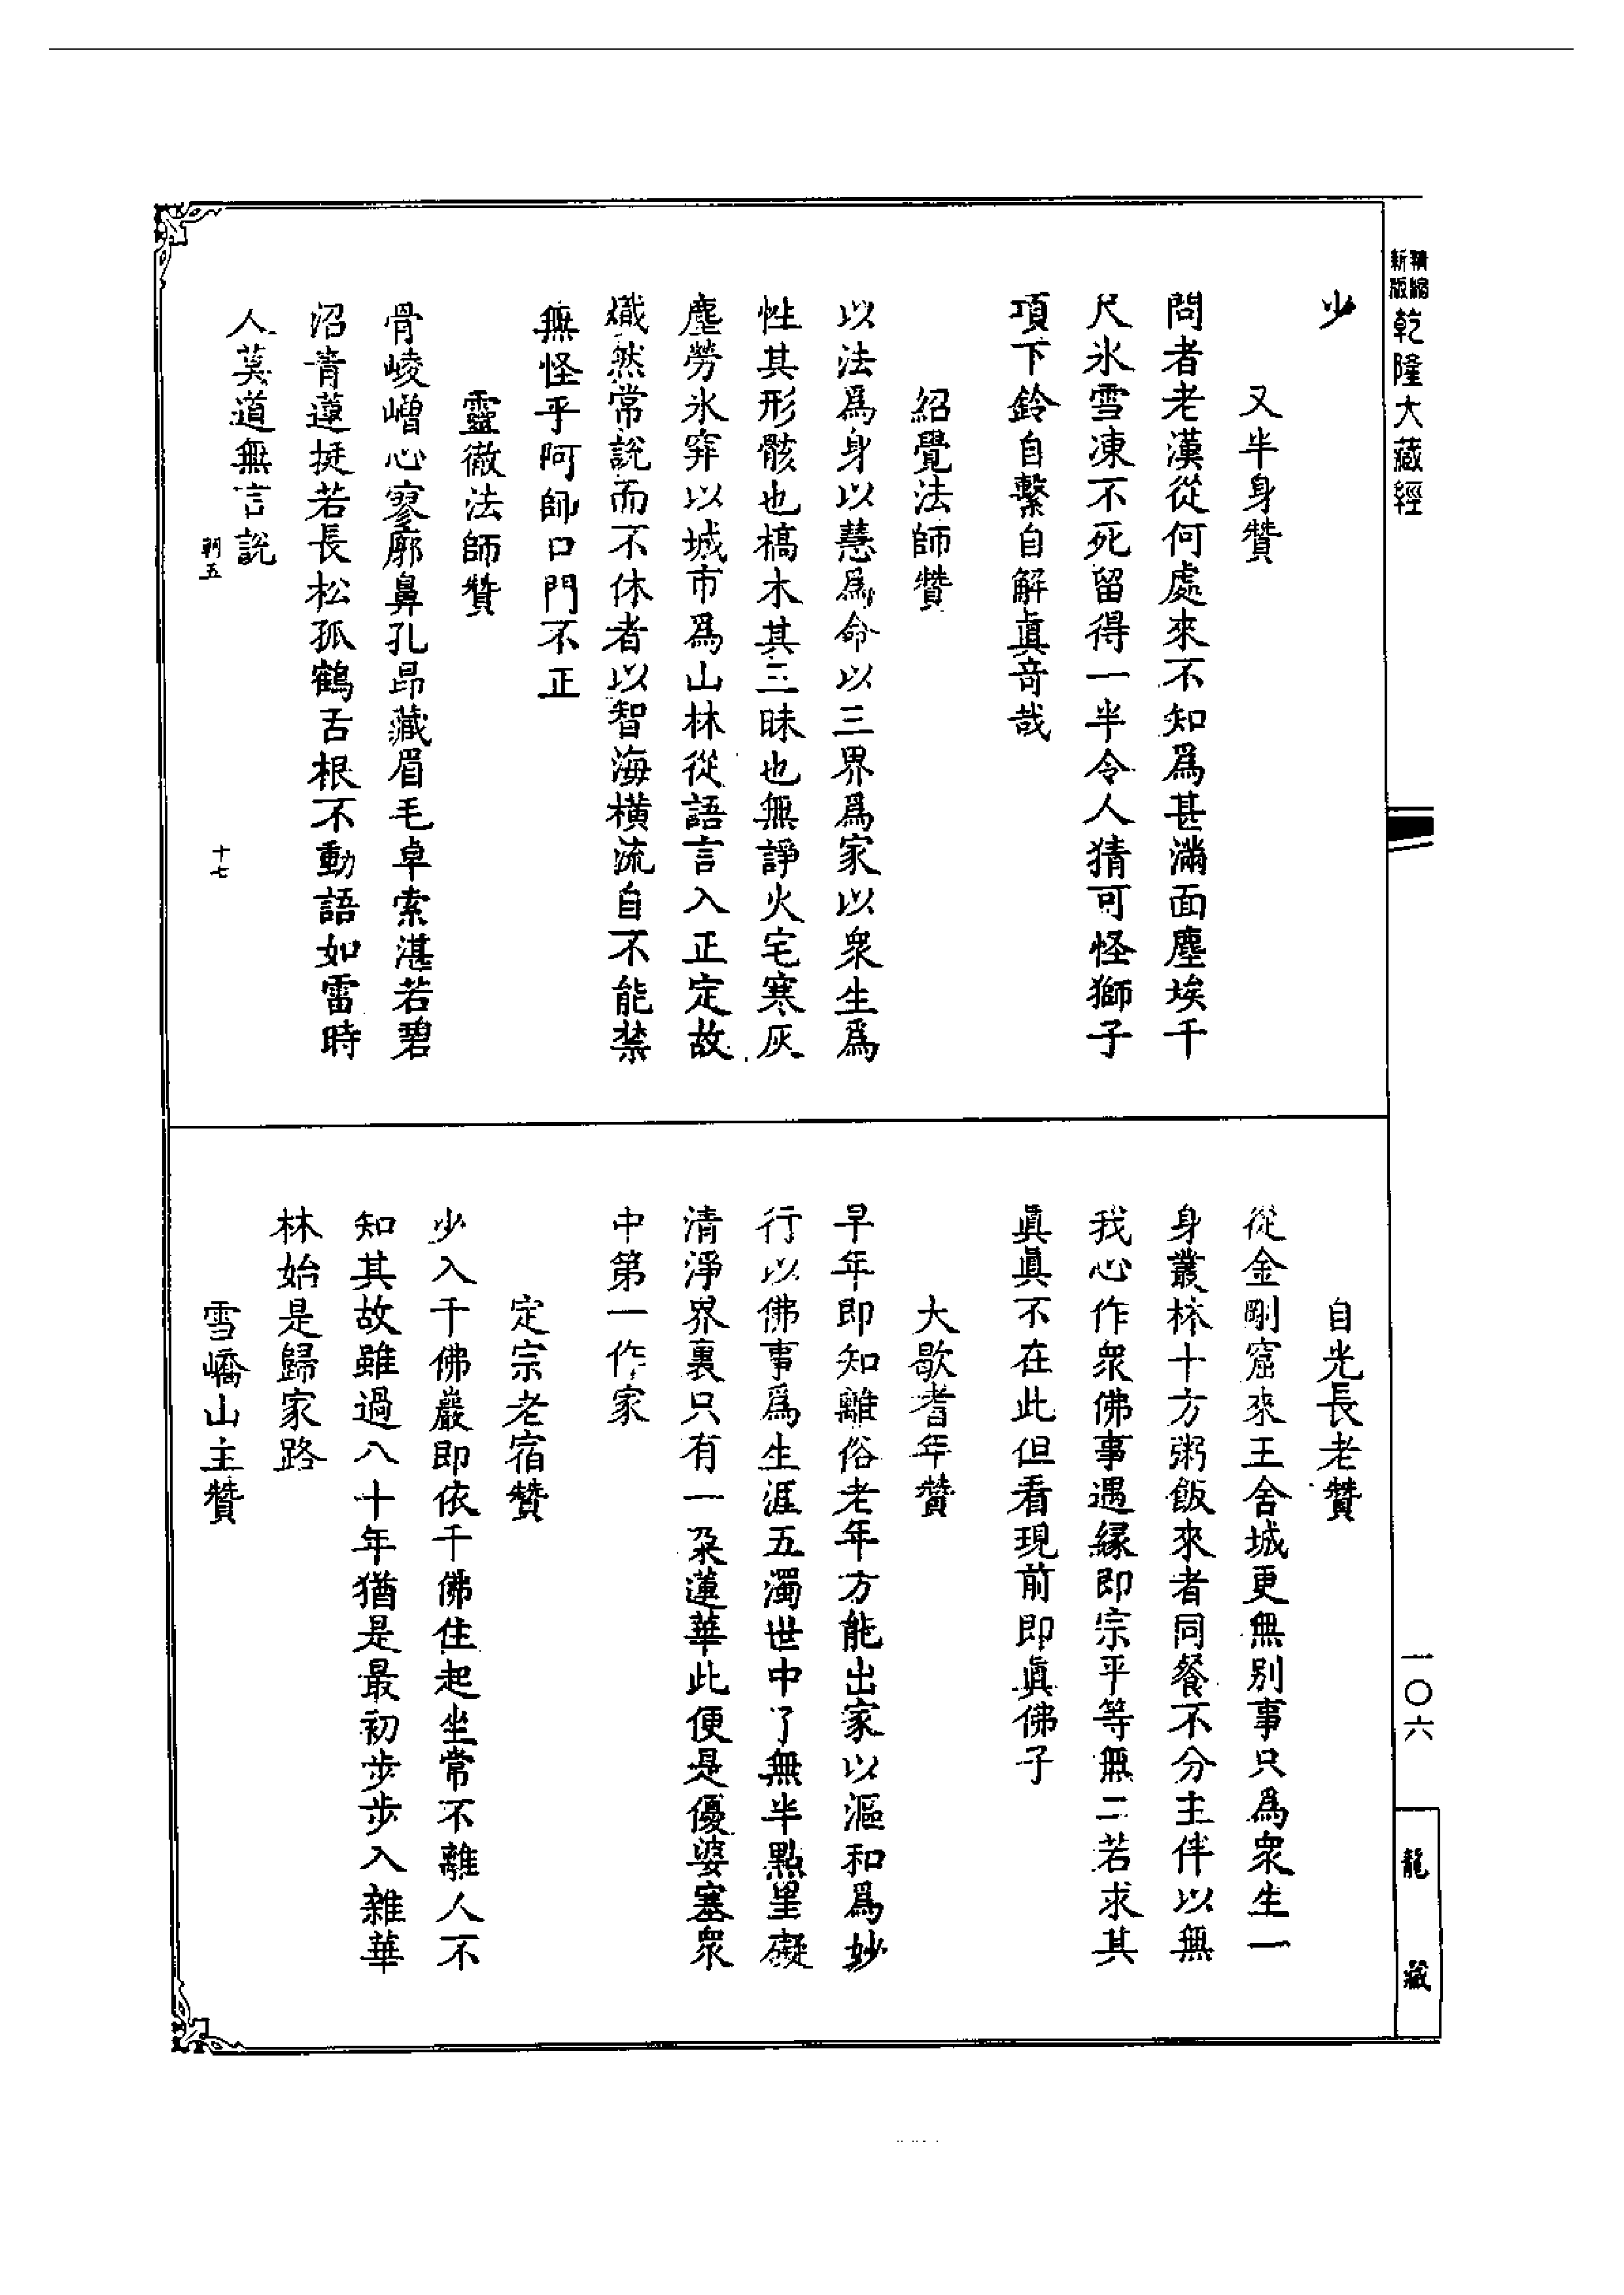 精縮新版乾隆大藏經
少
又半身贊
問者老漢從何處來不知爲甚滿面塵埃千
尺氷雪凍不死留得一半令人猜可怪獅子
項下鈴自繫自解眞竒哉
紹覺法師贊
以法爲身以慧爲命以三界爲家以衆生爲
性其形骸也槁木其三昧也無諍火宅寒灰
塵勞氷穽以城市爲山林從語言入正定故
熾然常說而不休者以智海橫流自不能禁
無怪乎阿師口門不正
靈徹法師贊
骨崚嶒心寥廓鼻孔昂藏眉毛卓索湛若碧
沼青蓮挺若長松孤鶴舌根不動語如雷時
人莫道無言說
十七
一〇六
龍藏
自光長老贊
從金剛窟來王舍城更無別事只爲衆生一
身叢林十方粥飯來者同餐不分主伴以無
我心作衆佛事遇緣即宗平等無二若求其
眞眞不在此但看現前即眞佛子
大歇耆年贊
早年即知離俗老年方能出家以漚和爲妙
行以佛事爲生涯五濁世中了無半點罣礙
清淨界裏只有一朶蓮華此便是優婆塞衆
中第一作家
定宗老宿贊
少入千佛巖即依千佛住起坐常不離人不
知其故雖過八十年猶是最初步步入雜華
林始是歸家路
雪嶠山主贊